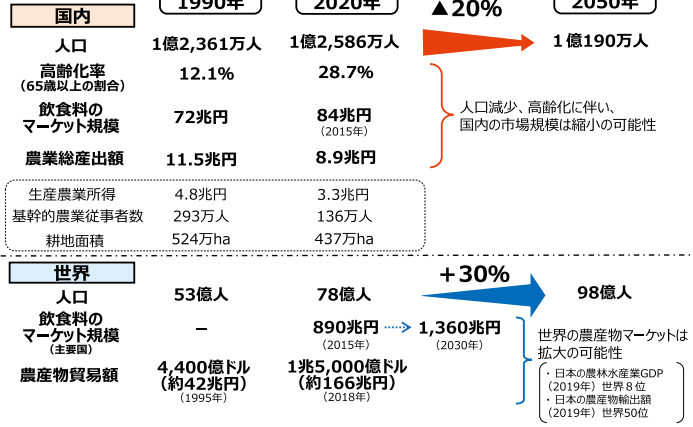 1990年 2020年 ▲20% 2050年
国内
人口 1億2,361万人 1億2,586万人 1億190万人
高齢化率 12.1% 28.7%
(65歳以上の割合)
飲食料の
マーケット規模 72兆円 84兆円
(2015年)
人口減少、高齢化に伴い、
国内の市場規模は縮小の可能性
農業総産出額 11.5兆円 8.9兆円
生産農業所得 4.8兆円 3.3兆円
基幹的農業従事者数 293万人 136万人
耕地面積 524万ha 437万ha
世界 +30%
人口 53億人 78億人 98億人
飲食料の
マーケット規模 － 890兆円 1,360兆円
(主要国) (2015年) (2030年)
世界の農産物マーケットは
拡大の可能性
農産物貿易額 4,400億ドル 1兆5,000億ドル
(約42兆円) (約166兆円)
(1995年) (2018年)
・日本の農林水産業GDP
(2019年) 世界８位
・日本の農産物輸出額
(2019年) 世界50位